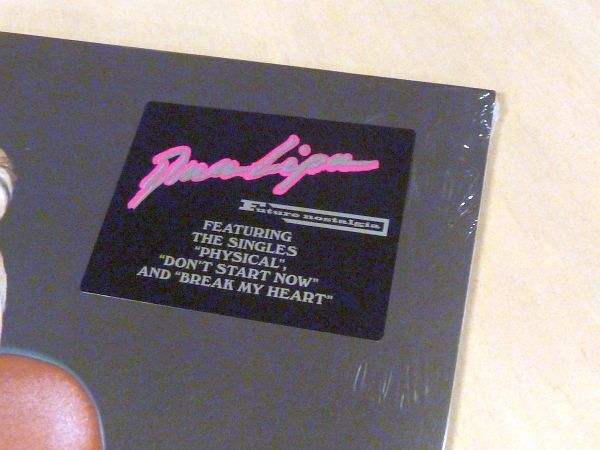 Dua Lipa
Future nostalgia
FEATURING
THE SINGLES
"PHYSICAL",
"DON'T START NOW"
AND "BREAK MY HEART"